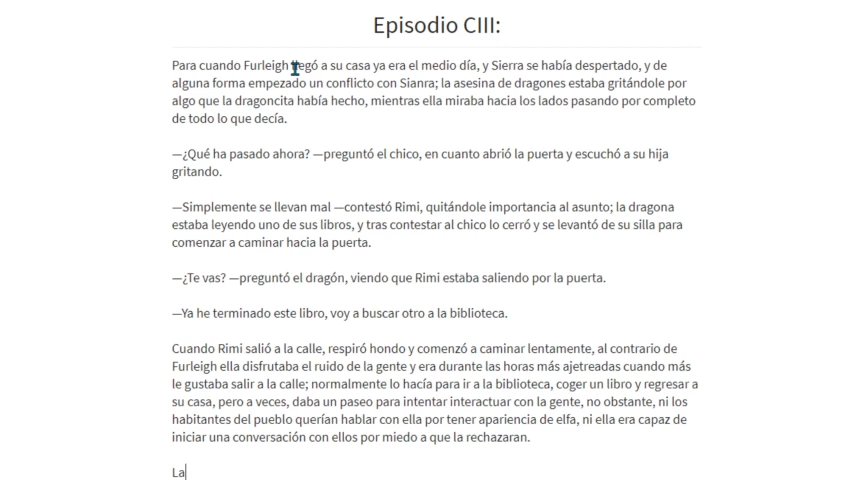 Episodio CIII:
Para cuando Furleigh llegó a su casa ya era el medio día, y Sierra se había despertado, y de
alguna forma empezado un conflicto con Sianra; la asesina de dragones estaba gritándole por
algo que la dragoncita había hecho, mientras ella miraba hacia los lados pasando por completo
de todo lo que decía.
—¿Qué ha pasado ahora? —preguntó el chico, en cuanto abrió la puerta y escuchó a su hija
gritando.
—Simplemente se llevan mal —contestó Rimi, quitándole importancia al asunto; la dragona
estaba leyendo uno de sus libros, y tras contestar al chico lo cerró y se levantó de su silla para
comenzar a caminar hacia la puerta.
—¿Te vas? —preguntó el dragón, viendo que Rimi estaba saliendo por la puerta.
—Ya he terminado este libro, voy a buscar otro a la biblioteca.
Cuando Rimi salió a la calle, respiró hondo y comenzó a caminar lentamente, al contrario de
Furleigh ella disfrutaba el ruido de la gente y era durante las horas más ajetreadas cuando más
le gustaba salir a la calle; normalmente lo hacía para ir a la biblioteca, coger un libro y regresar a
su casa, pero a veces, daba un paseo para intentar interactuar con la gente, no obstante, ni los
habitantes del pueblo querían hablar con ella por tener apariencia de elfa, ni ella era capaz de
iniciar una conversación con ellos por miedo a que la rechazaran.
La